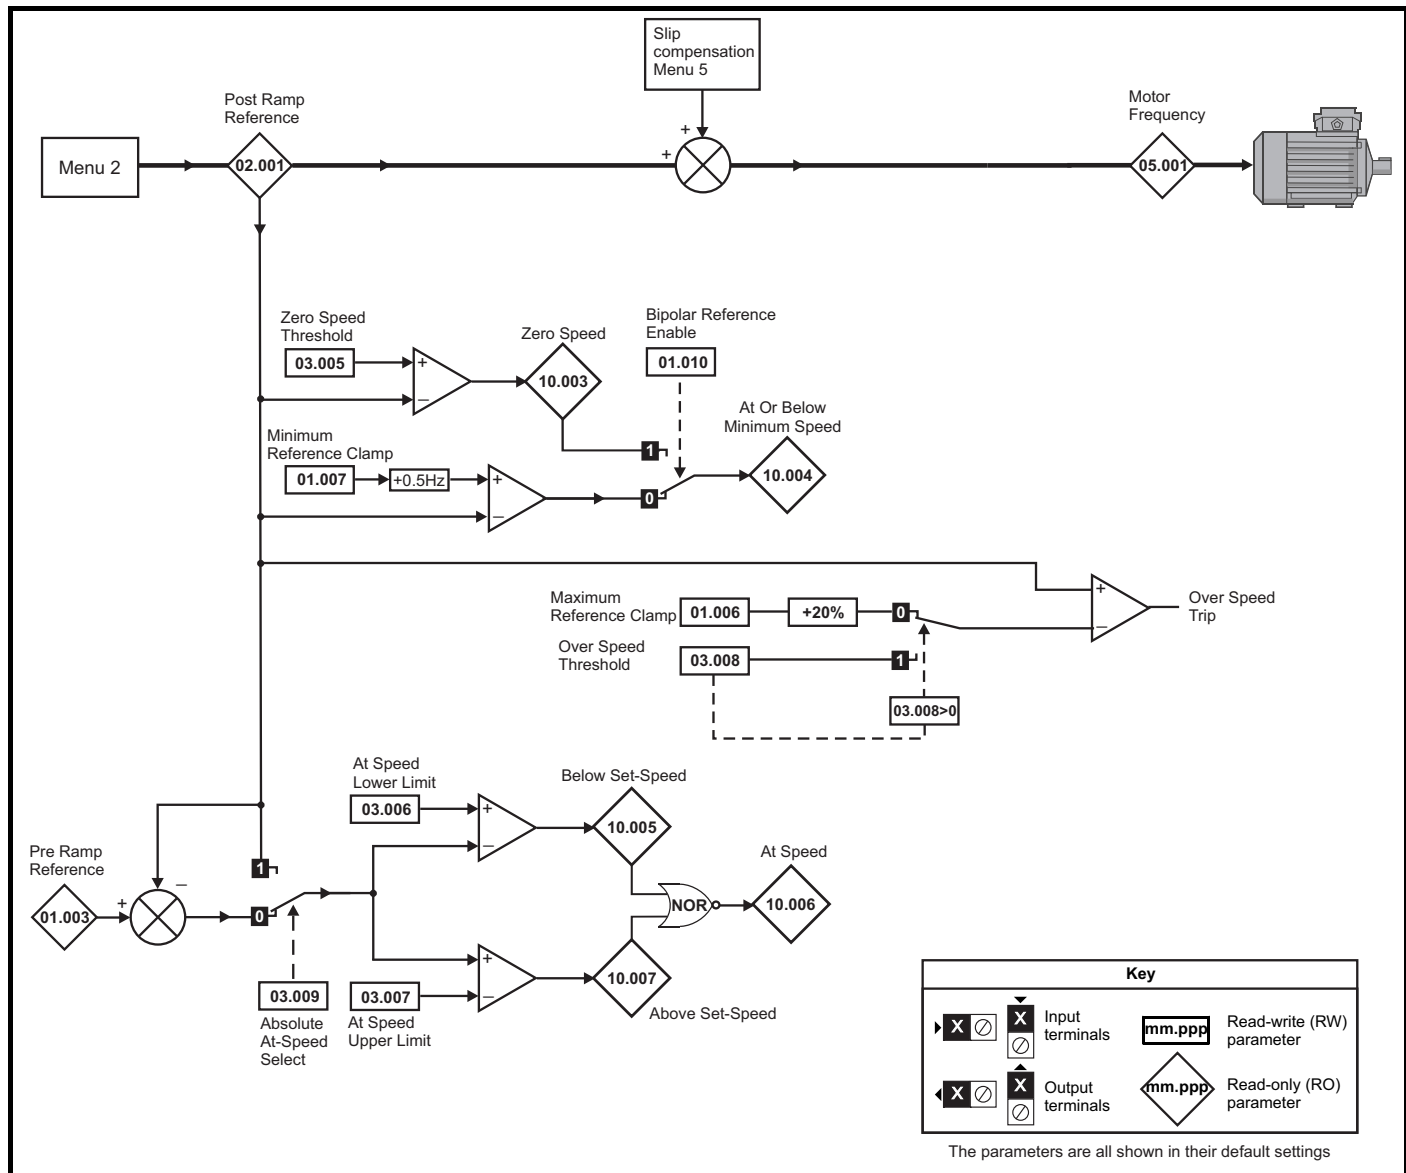 Slip
compensation
Menu 5
Post Ramp
Reference
Motor
Frequency
Menu 2
02.001
+
+
05.001
Zero Speed
Threshold
03.005
+
–
Zero Speed
10.003
Bipolar Reference
Enable
01.010
At Or Below
Minimum Speed
10.004
1
0
Minimum
Reference Clamp
01.007
+0.5Hz
+
–
Maximum
Reference Clamp
01.006
+20%
0
Over Speed
Threshold
03.008
1
03.008>0
+
–
Over Speed
Trip
At Speed
Lower Limit
03.006
+
–
Below Set-Speed
10.005
Pre Ramp
Reference
01.003
+
–
1
0
NOR
At Speed
10.006
03.009
Absolute
At-Speed
Select
03.007
At Speed
Upper Limit
+
–
10.007
Above Set-Speed
Key
X
X
Input
terminals
mm.ppp
Read-write (RW)
parameter
X
X
Output
terminals
mm.ppp
Read-only (RO)
parameter
The parameters are all shown in their default settings